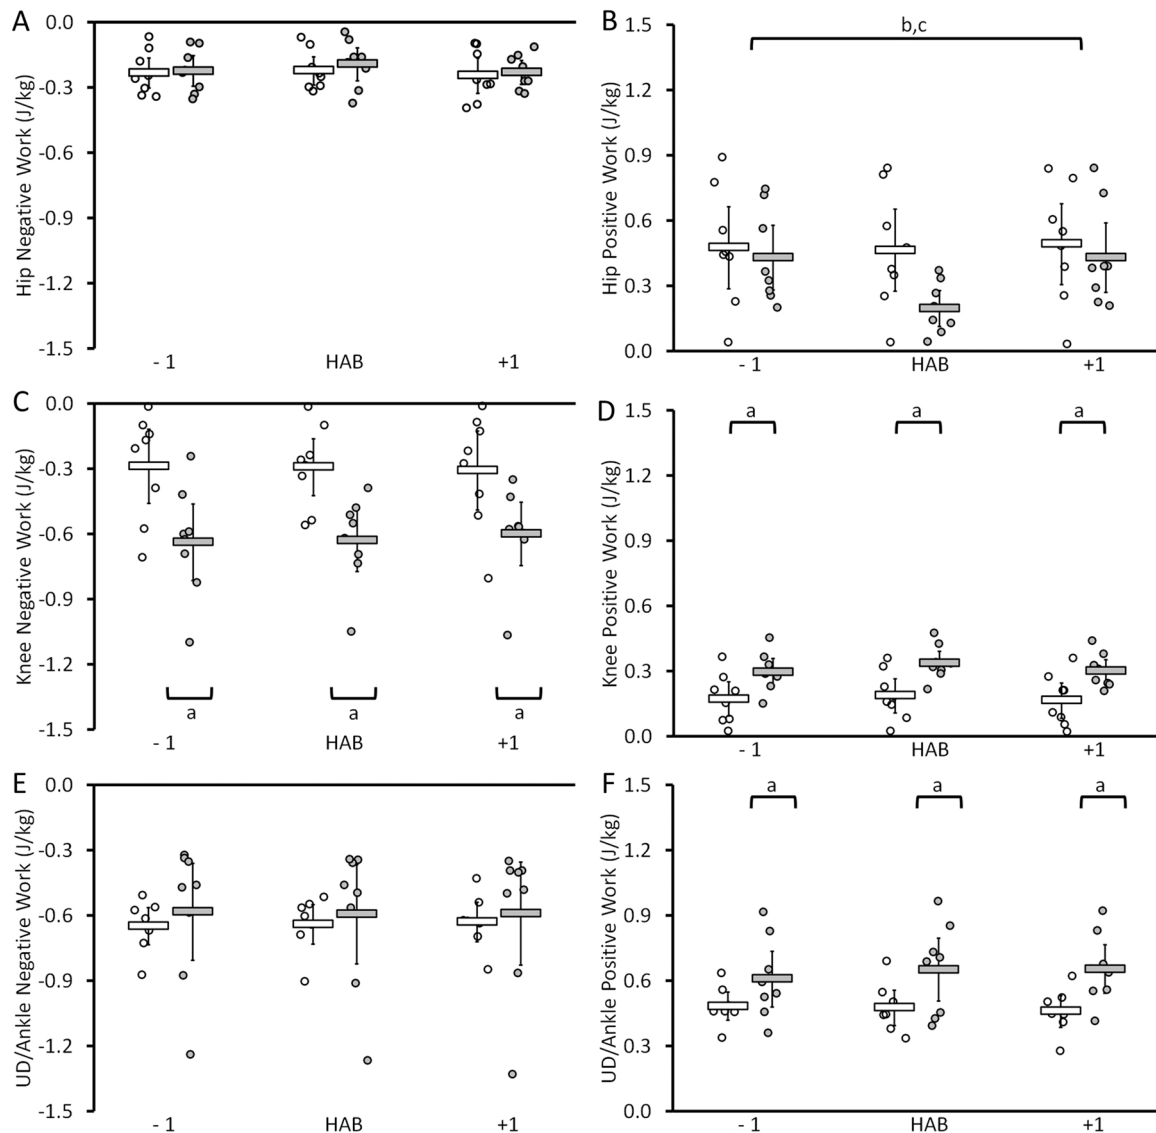 A
Hip Negative Work (J/kg)
0.0
-0.3
-0.6
-0.9
-1.2
-1.5
- 1 HAB +1
B
Hip Positive Work (J/kg)
1.5
1.2
0.9
0.6
0.3
0.0
b,c
- 1 HAB +1
C
Knee Negative Work (J/kg)
0.0
-0.3
-0.6
-0.9
-1.2
-1.5
a a a
- 1 HAB +1
D
Knee Positive Work (J/kg)
1.5
1.2
0.9
0.6
0.3
0.0
a a a
- 1 HAB +1
E
UD/Ankle Negative Work (J/kg)
0.0
-0.3
-0.6
-0.9
-1.2
-1.5
- 1 HAB +1
F
UD/Ankle Positive Work (J/kg)
1.5
1.2
0.9
0.6
0.3
0.0
a a a
- 1 HAB +1